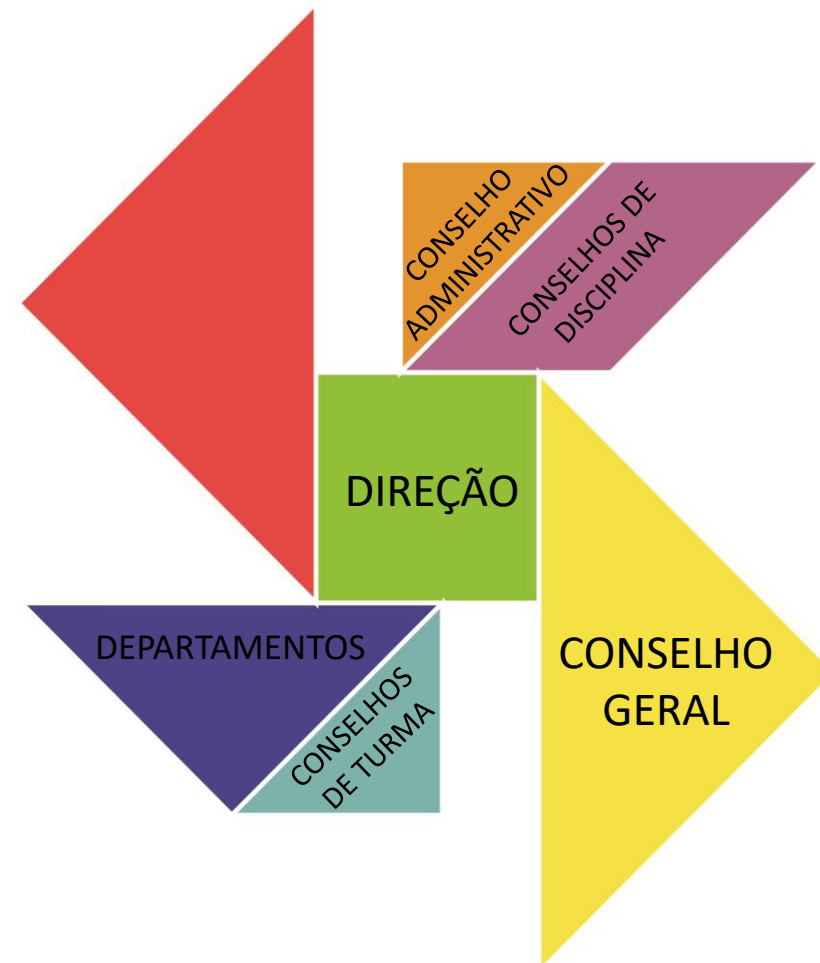 CONSELHO
ADMINISTRATIVO
CONSELHOS DE
DISCIPLINA
DIREÇÃO
DEPARTAMENTOS
CONSELHOS
DE TURMA
CONSELHO
GERAL